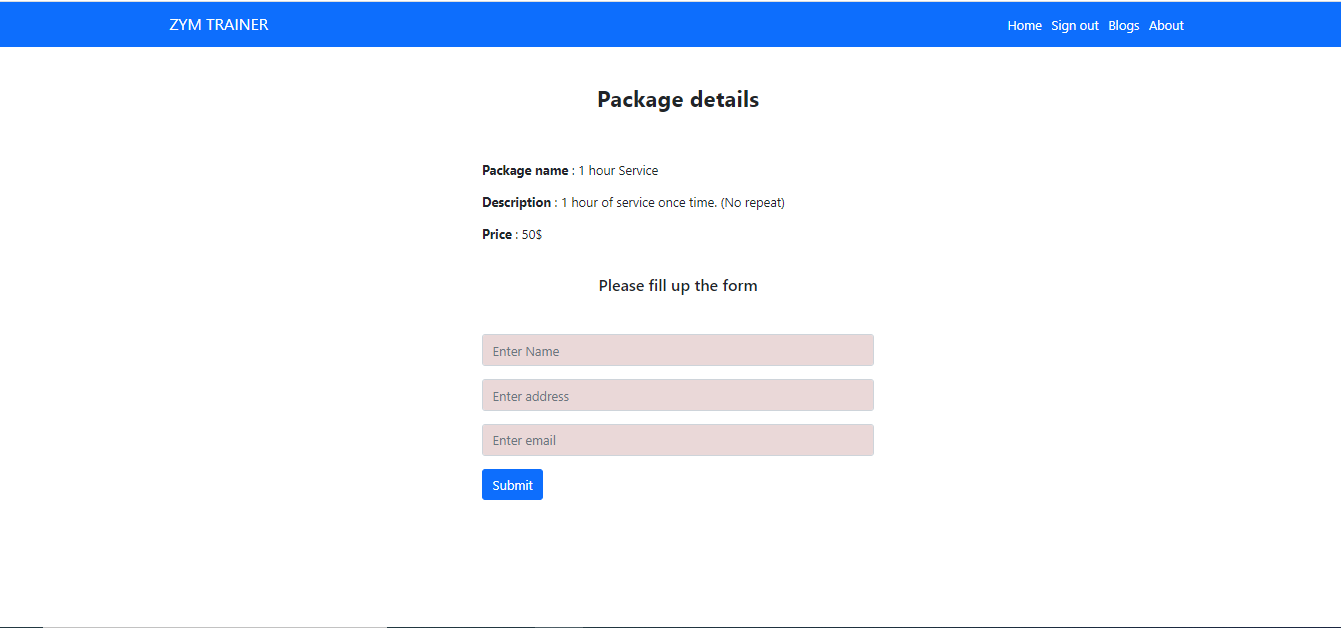 ZYM TRAINER
Home Sign out Blogs About
Package details
Package name : 1 hour Service
Description : 1 hour of service once time. (No repeat)
Price : 50$
Please fill up the form
Enter Name
Enter address
Enter email
Submit